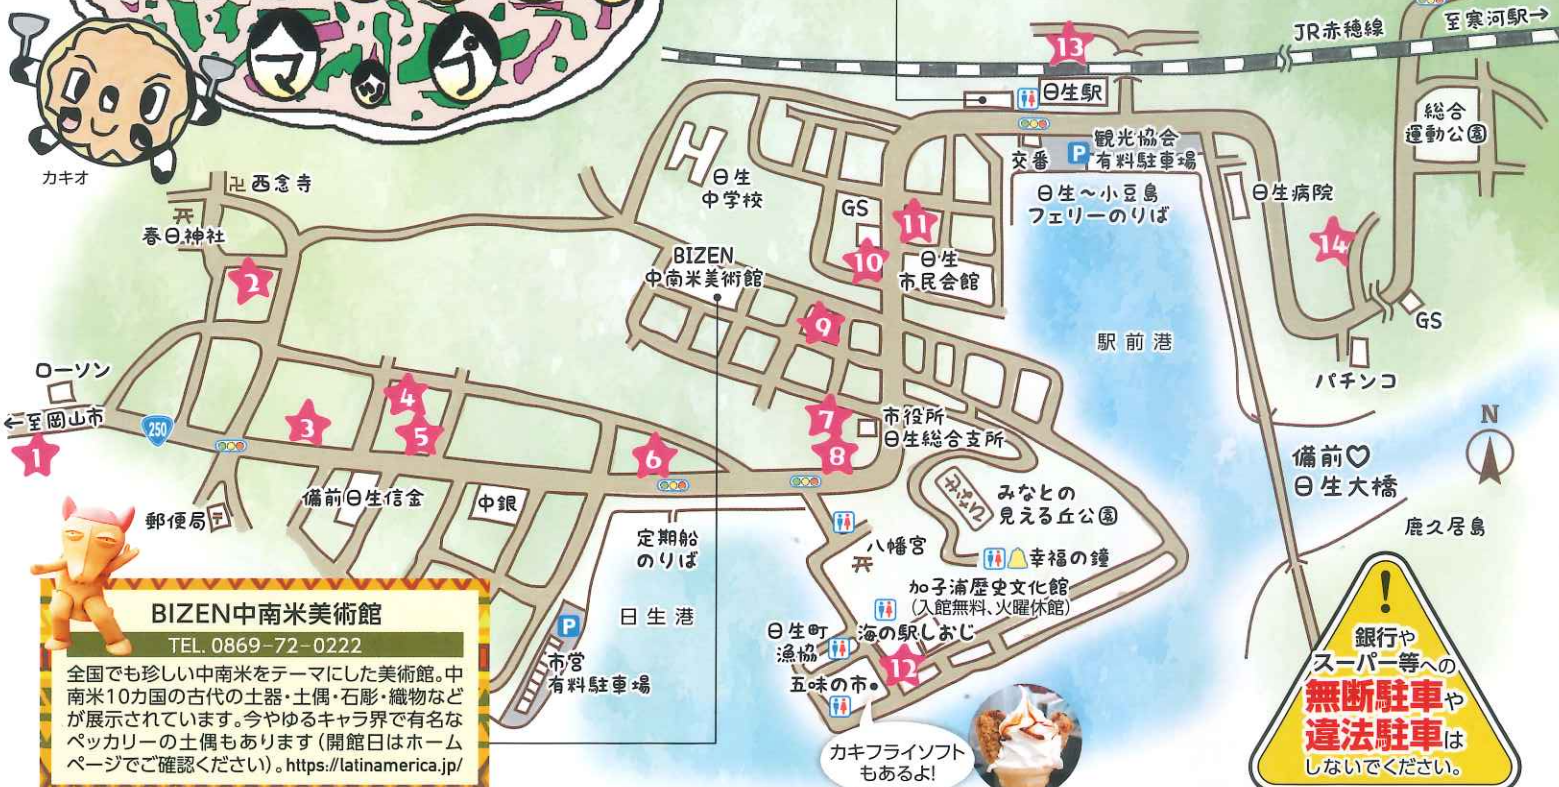 マップ
カキオ
卍 西念寺
春日神社
日生
中学校
GS
BIZEN
中南米美術館
JR赤穂線
至寒河駅→
日生駅
総合
運動公園
交番
P
観光協会
有料駐車場
日生〜小豆島
フェリーのりば
日生病院
日生
市民会館
駅前港
GS
パチンコ
ローソン
←至岡山市
250
1
2
3
4
5
6
7
8
9
10
11
12
13
14
市役所
日生総合支所
備前♡
日生大橋
N
鹿久居島
郵便局
〒
備前日生信金
中銀
定期船
のりば
日生港
P
市営
有料駐車場
ひなせ
みなとの
見える丘公園
八幡宮
幸福の鐘
加子浦歴史文化館
(入館無料、火曜休館)
日生町
漁協
海の駅しおじ
五味の市
カキフライソフト
もあるよ!
BIZEN中南米美術館
TEL. 0869-72-0222
全国でも珍しい中南米をテーマにした美術館。中
南米10カ国の古代の土器・土偶・石彫・織物など
が展示されています。今やゆるキャラ界で有名な
ペッカリーの土偶もあります(開館日はホーム
ページでご確認ください)。https://latinamerica.jp/
!
銀行や
スーパー等への
無断駐車や
違法駐車は
しないでください。